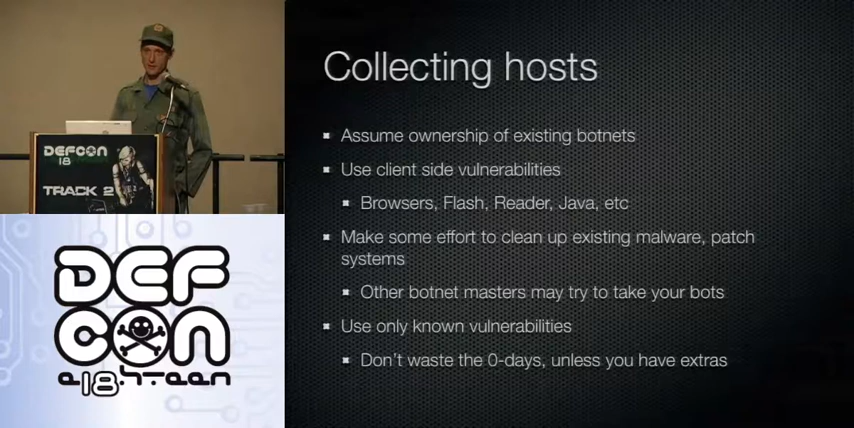 DEFCON
18
TRACK 2
DEF
CON
e18hteen
Collecting hosts
Assume ownership of existing botnets
Use client side vulnerabilities
Browsers, Flash, Reader, Java, etc
Make some effort to clean up existing malware, patch
systems
Other botnet masters may try to take your bots
Use only known vulnerabilities
Don't waste the 0-days, unless you have extras